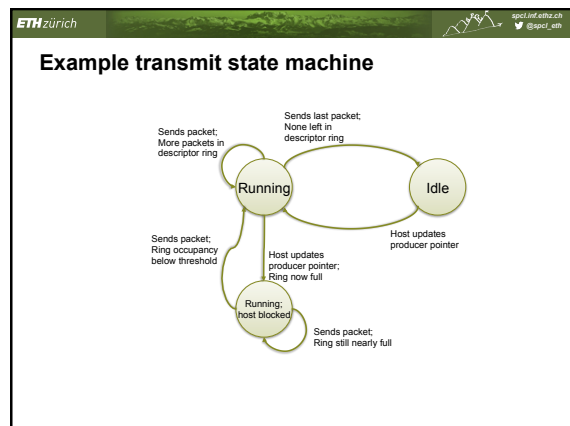 ETH zürich
spcl.inf.ethz.ch
@spcl_eth
Example transmit state machine
Sends last packet;
None left in
descriptor ring
Sends packet;
More packets in
descriptor ring
Running
Idle
Host updates
producer pointer
Sends packet;
Ring occupancy
below threshold
Host updates
producer pointer;
Ring now full
Running;
host blocked
Sends packet;
Ring still nearly full